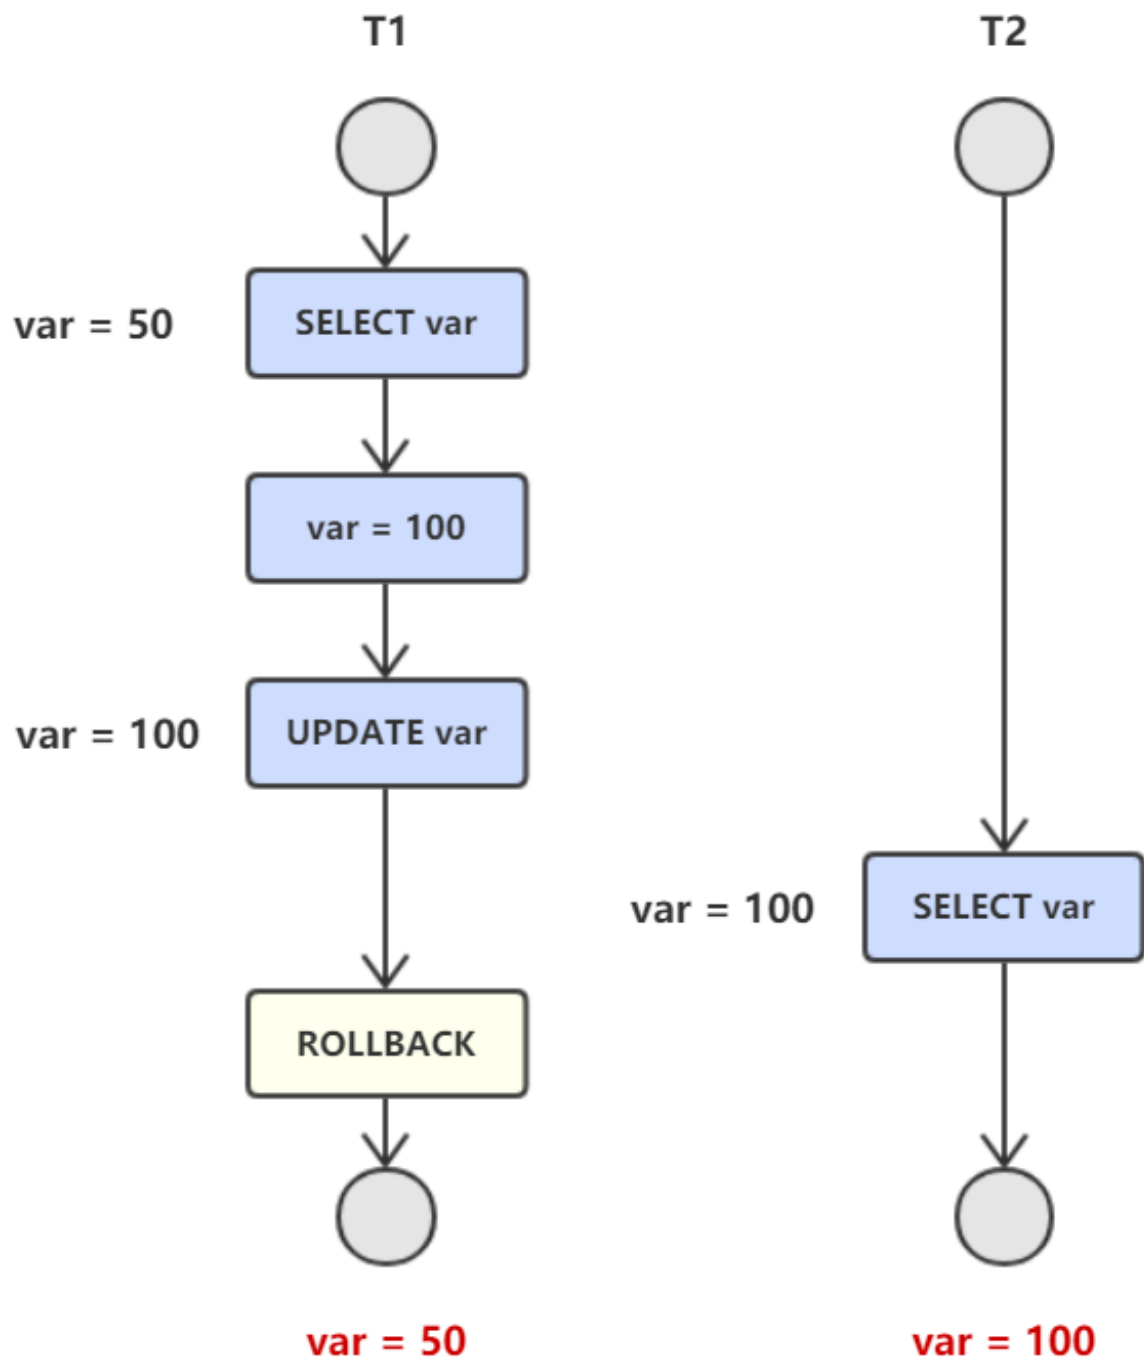 T1
T2
var = 50
SELECT var
var = 100
var = 100
UPDATE var
var = 100
SELECT var
ROLLBACK
var = 50
var = 100